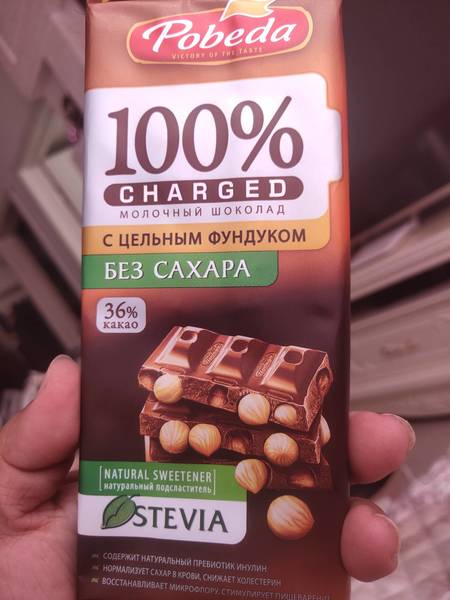 Pobeda
VICTORY OF THE TASTE
100%
CHARGED
МОЛОЧНЫЙ ШОКОЛАД
С ЦЕЛЬНЫМ ФУНДУКОМ
БЕЗ САХАРА
36%
какао
Pobeda
[NATURAL SWEETENER]
натуральный подсластитель
STEVIA
СОДЕРЖИТ НАТУРАЛЬНЫЙ ПРЕБИОТИК ИНУЛИН
НОРМАЛИЗУЕТ САХАР В КРОВИ, СНИЖАЕТ ХОЛЕСТЕРИН
ВОССТАНАВЛИВАЕТ МИКРОФЛОРУ, СТИМУЛИРУЕТ